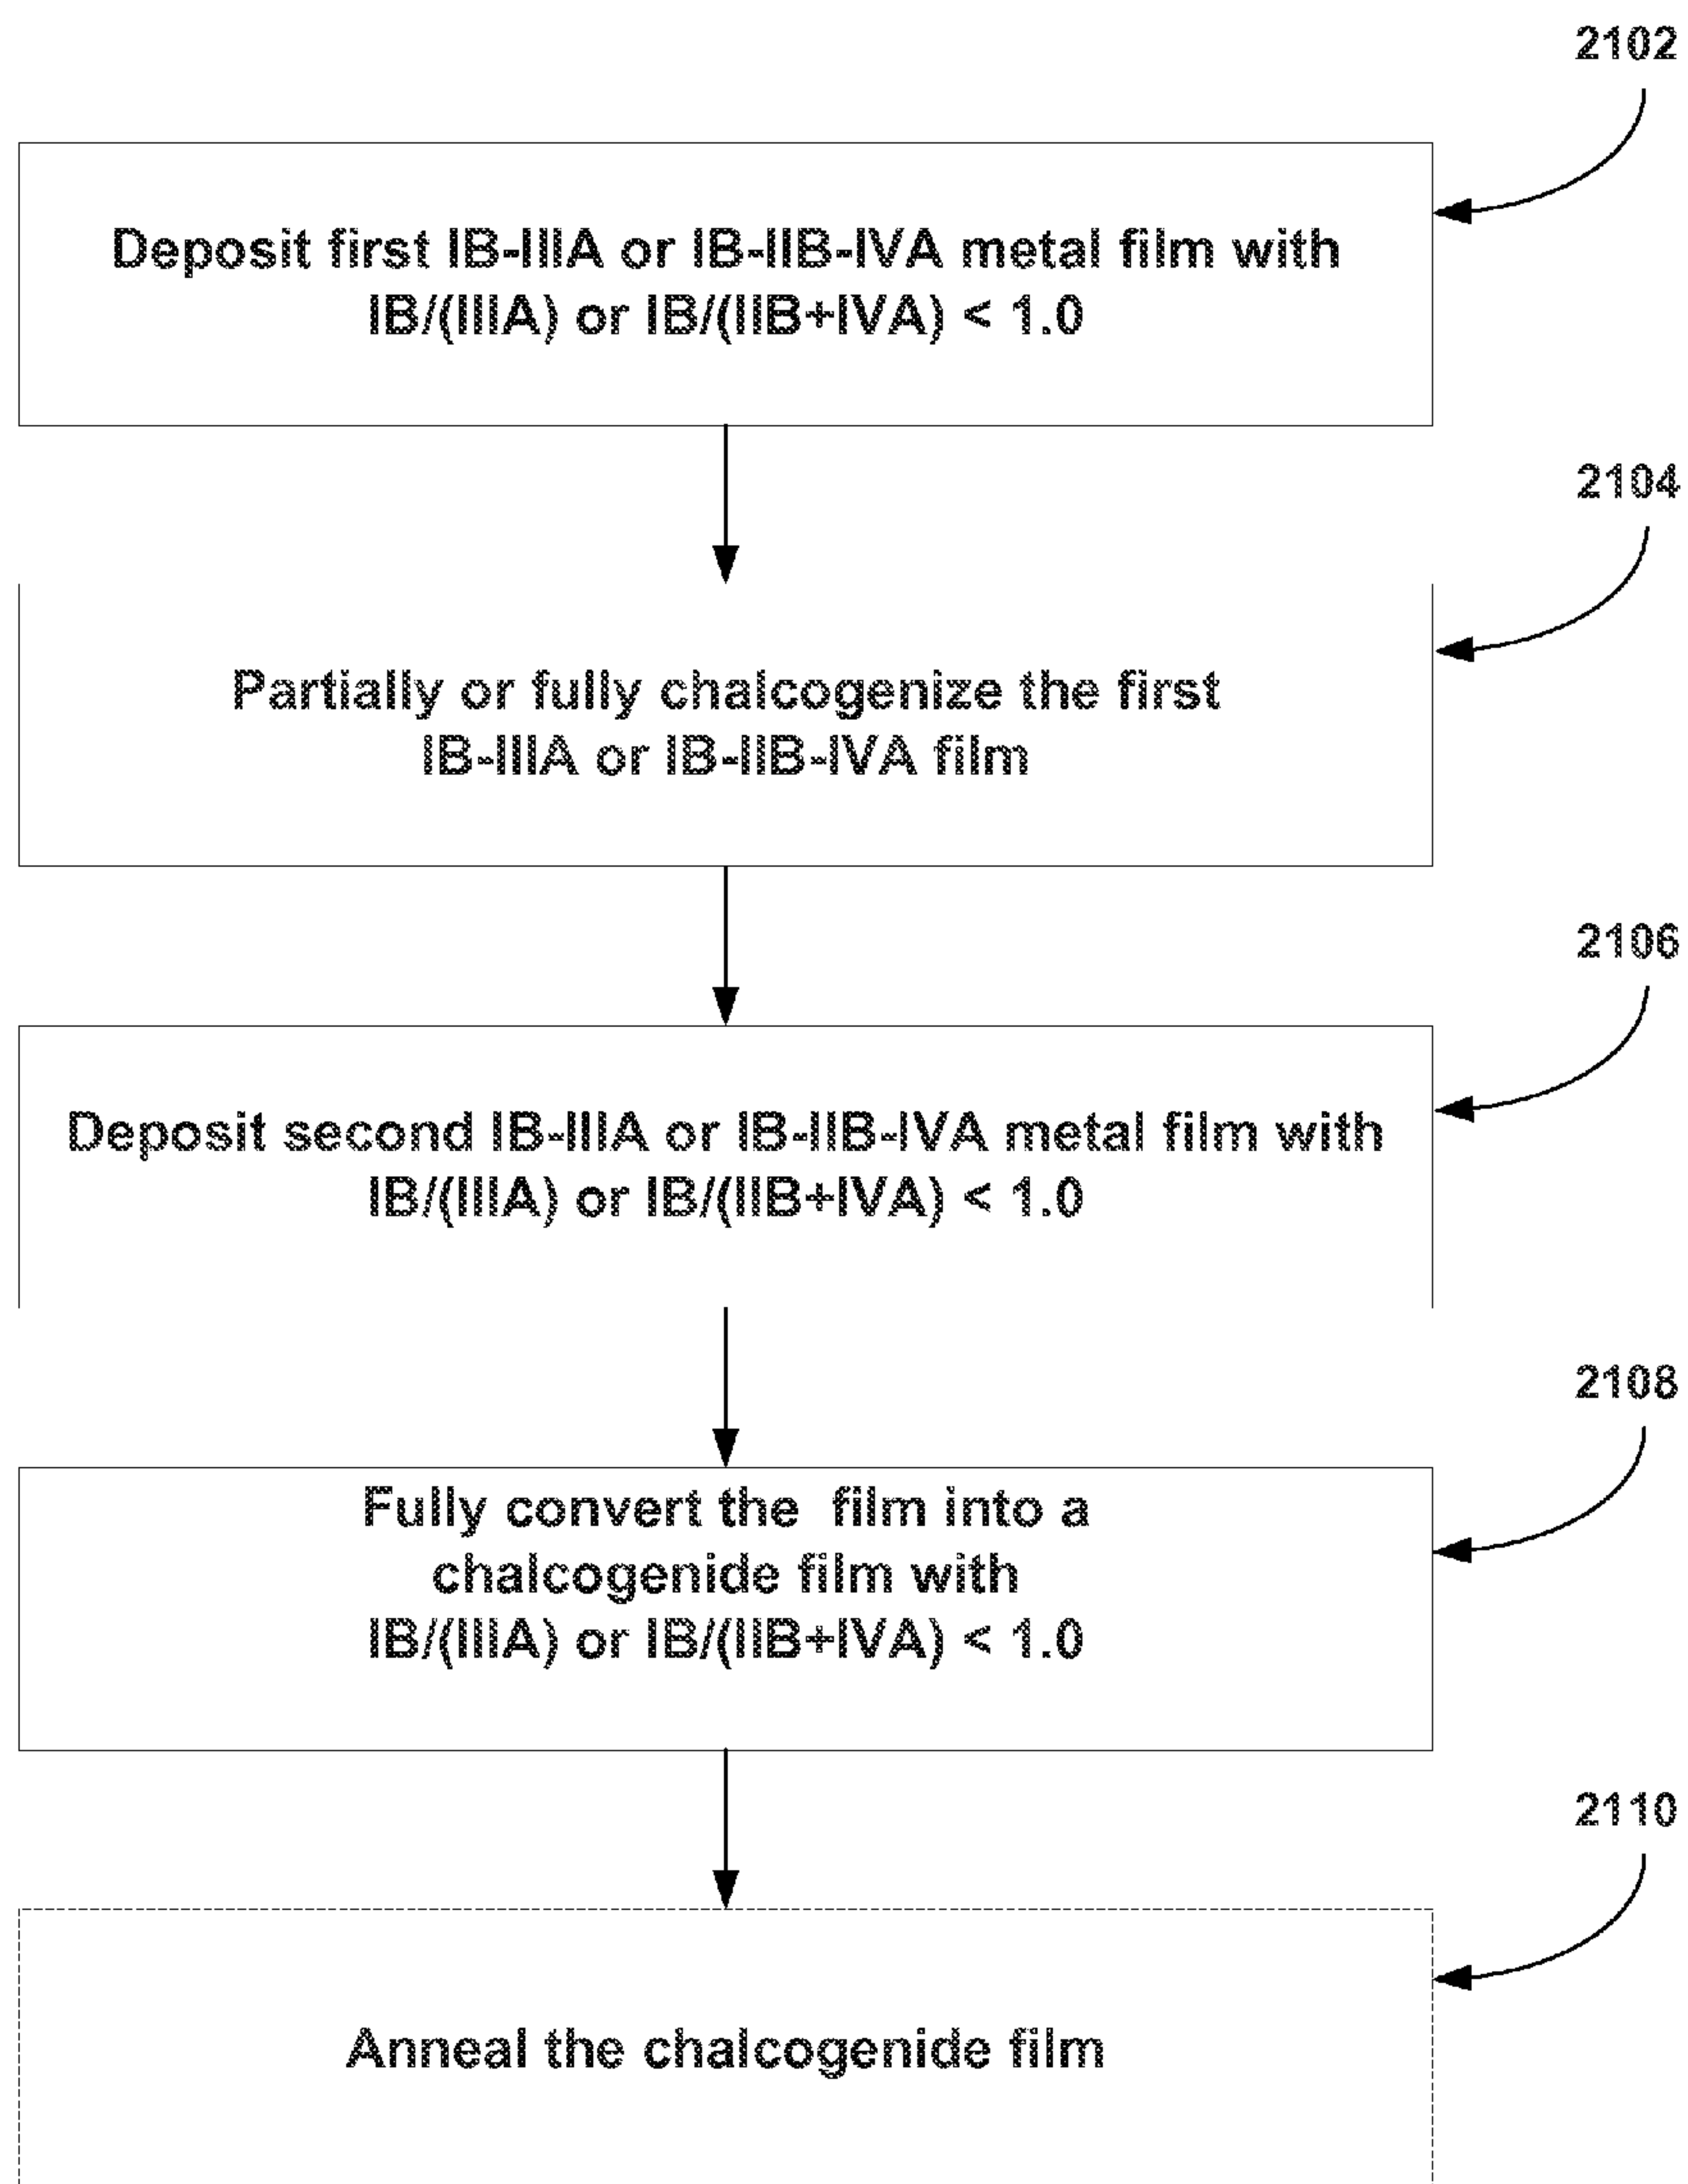 2102
Deposit first IB-IIIA or IB-IIB-IVA metal film with
IB/(IIIA) or IB/(IIB+IVA) < 1.0
2104
Partially or fully chalcogenize the first
IB-IIIA or IB-IIB-IVA film
2106
Deposit second IB-IIIA or IB-IIB-IVA metal film with
IB/(IIIA) or IB/(IIB+IVA) < 1.0
2108
Fully convert the film into a
chalcogenide film with
IB/(IIIA) or IB/(IIB+IVA) < 1.0
2110
Anneal the chalcogenide film